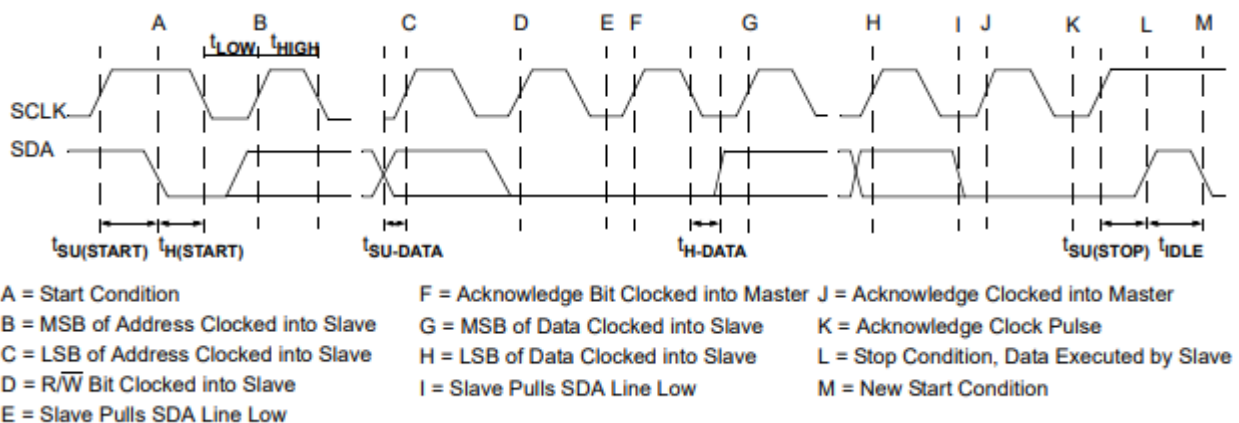 A B C D E F G H I J K L M
tLOW tHIGH
SCLK
SDA
tSU(START) tH(START) tSU-DATA tH-DATA tSU(STOP) tIDLE
A = Start Condition
B = MSB of Address Clocked into Slave
C = LSB of Address Clocked into Slave
D = R/W̅ Bit Clocked into Slave
E = Slave Pulls SDA Line Low
F = Acknowledge Bit Clocked into Master
G = MSB of Data Clocked into Slave
H = LSB of Data Clocked into Slave
I = Slave Pulls SDA Line Low
J = Acknowledge Clocked into Master
K = Acknowledge Clock Pulse
L = Stop Condition, Data Executed by Slave
M = New Start Condition